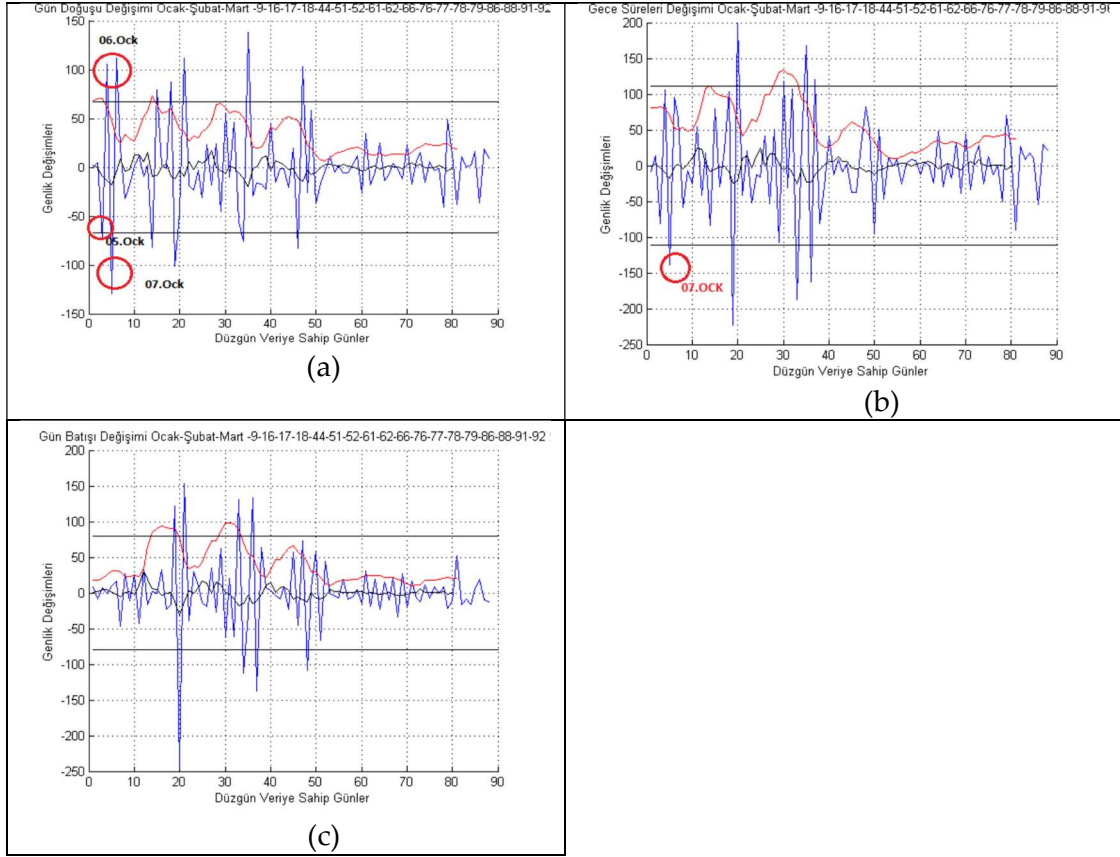 Gün Doğuşu Değişimi Ocak-Şubat-Mart -9-16-17-18-44-51-52-61-62-66-76-77-78-79-86-88-91-92
150
100
50
0
-50
-100
-150
Genlik Değişimleri
06.Ock
05.Ock
07.Ock
0 10 20 30 40 50 60 70 80 90
Düzgün Veriye Sahip Günler
(a)
Gece Süreleri Değişimi Ocak-Şubat-Mart -9-16-17-18-44-51-52-61-62-66-76-77-78-79-86-88-91-9
200
150
100
50
0
-50
-100
-150
-200
-250
Genlik Değişimleri
07.OCK
0 10 20 30 40 50 60 70 80 90
Düzgün Veriye Sahip Günler
(b)
Gün Batışı Değişimi Ocak-Şubat-Mart -9-16-17-18-44-51-52-61-62-66-76-77-78-79-86-88-91-92
200
150
100
50
0
-50
-100
-150
-200
-250
Genlik Değişimleri
0 10 20 30 40 50 60 70 80 90
Düzgün Veriye Sahip Günler
(c)